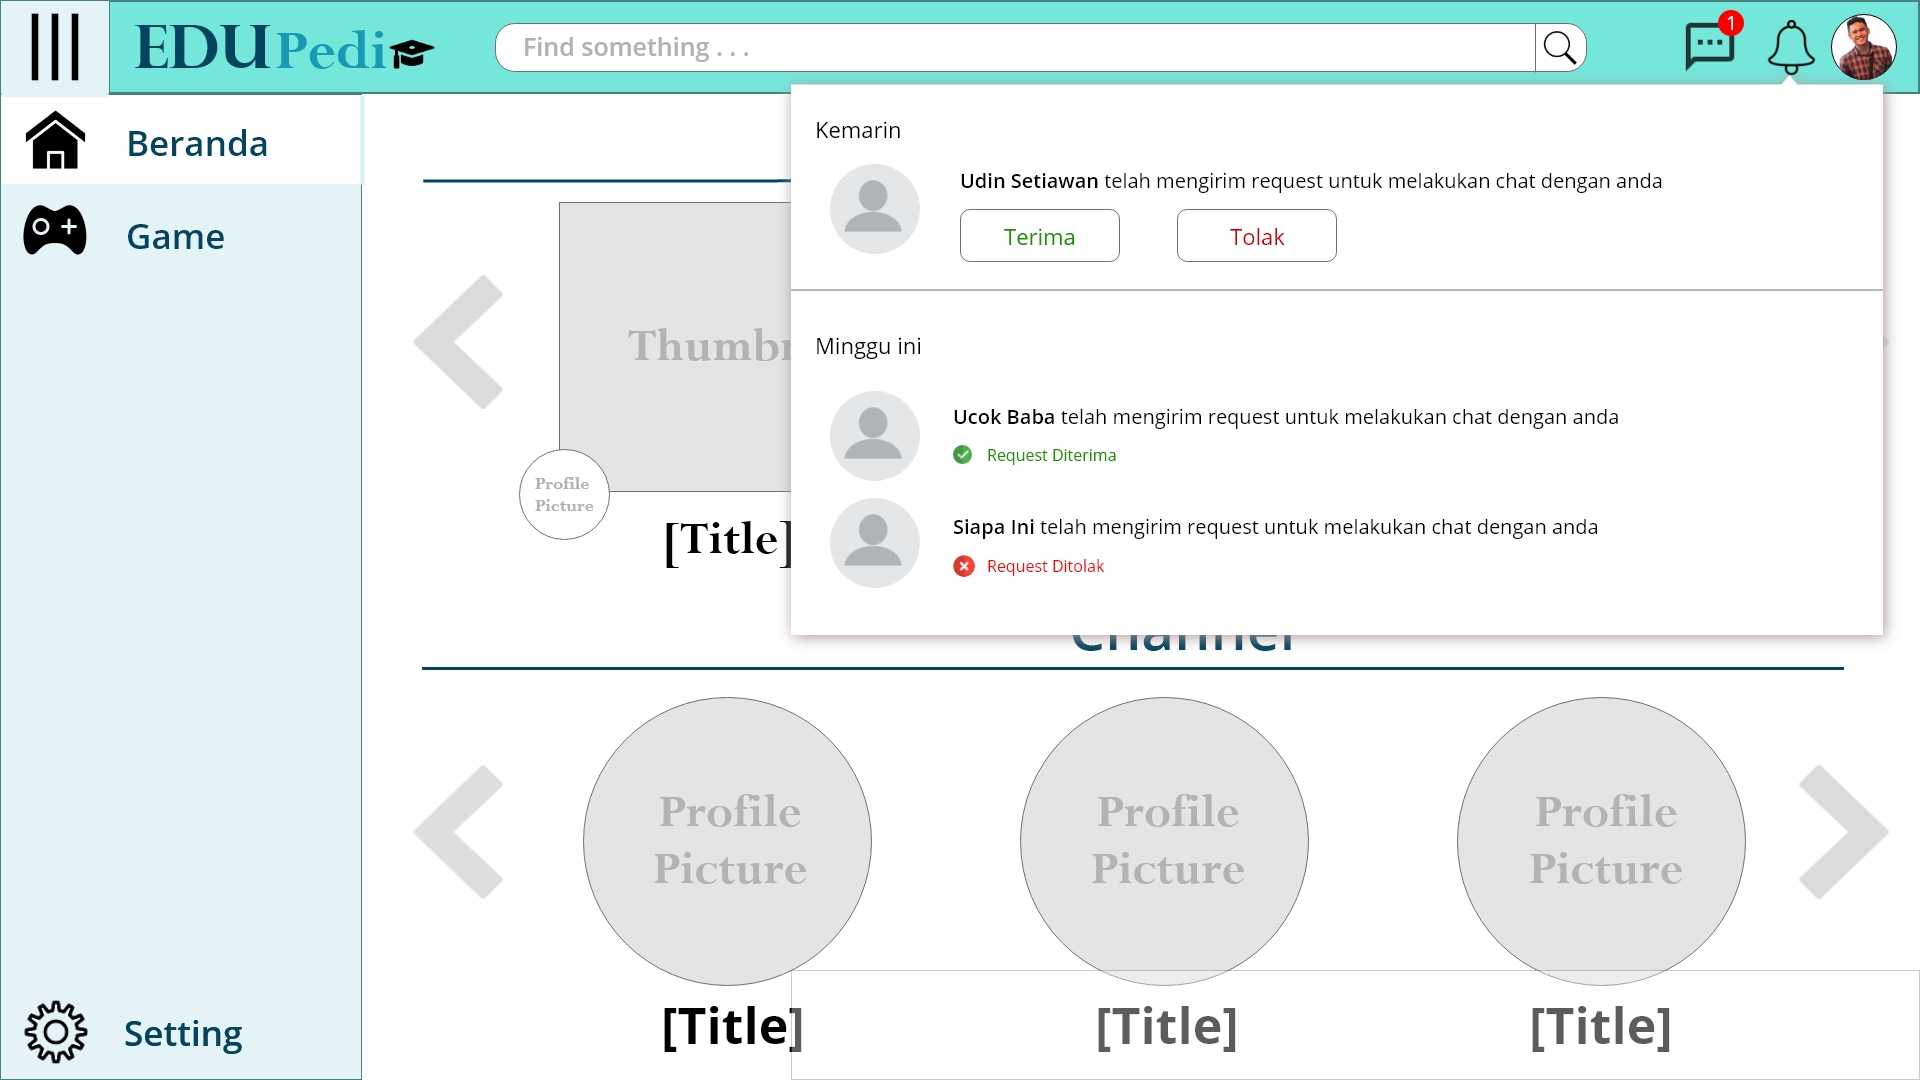 EDUPedi
Find something . . .
1
Beranda
Game
Setting
Kemarin
Udin Setiawan telah mengirim request untuk melakukan chat dengan anda
Terima
Tolak
Minggu ini
Ucok Baba telah mengirim request untuk melakukan chat dengan anda
Request Diterima
Siapa Ini telah mengirim request untuk melakukan chat dengan anda
Request Ditolak
Profile
Picture
[Title]
Channel
Profile
Picture
Profile
Picture
Profile
Picture
[Title]
[Title]
[Title]